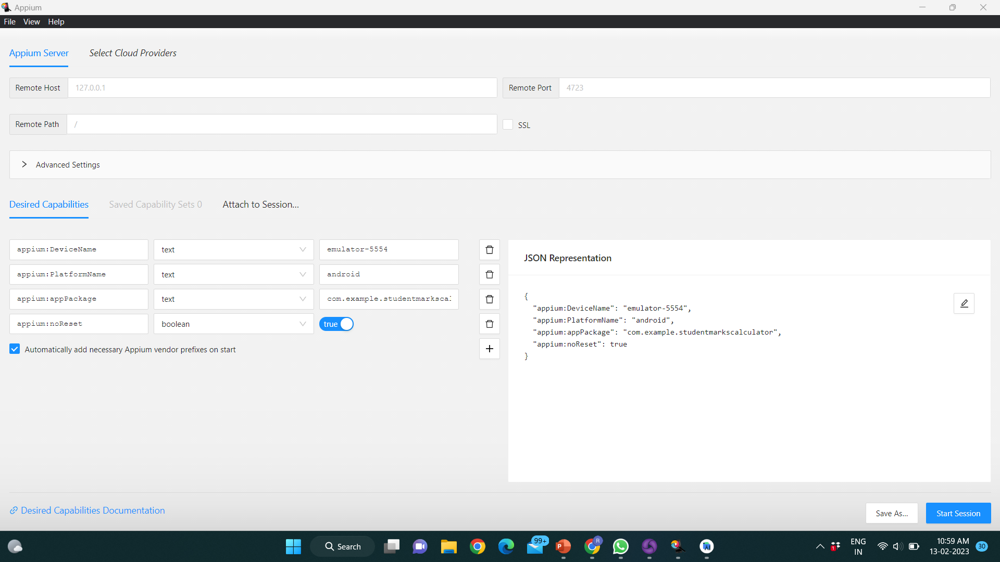 Appium
File View Help
Appium Server Select Cloud Providers
Remote Host 127.0.0.1 Remote Port 4723
Remote Path / SSL
Advanced Settings
Desired Capabilities Saved Capability Sets 0 Attach to Session...
appium:DeviceName text emulator-5554
appium:PlatformName text android
appium:appPackage text com.example.studentmarkscal
appium:noReset boolean true
Automatically add necessary Appium vendor prefixes on start
JSON Representation
{
"appium:DeviceName": "emulator-5554",
"appium:PlatformName": "android",
"appium:appPackage": "com.example.studentmarkscalculator",
"appium:noReset": true
}
Desired Capabilities Documentation
Save As... Start Session
Search
99+
P
R
1
ENG
IN
10:59 AM
13-02-2023
30